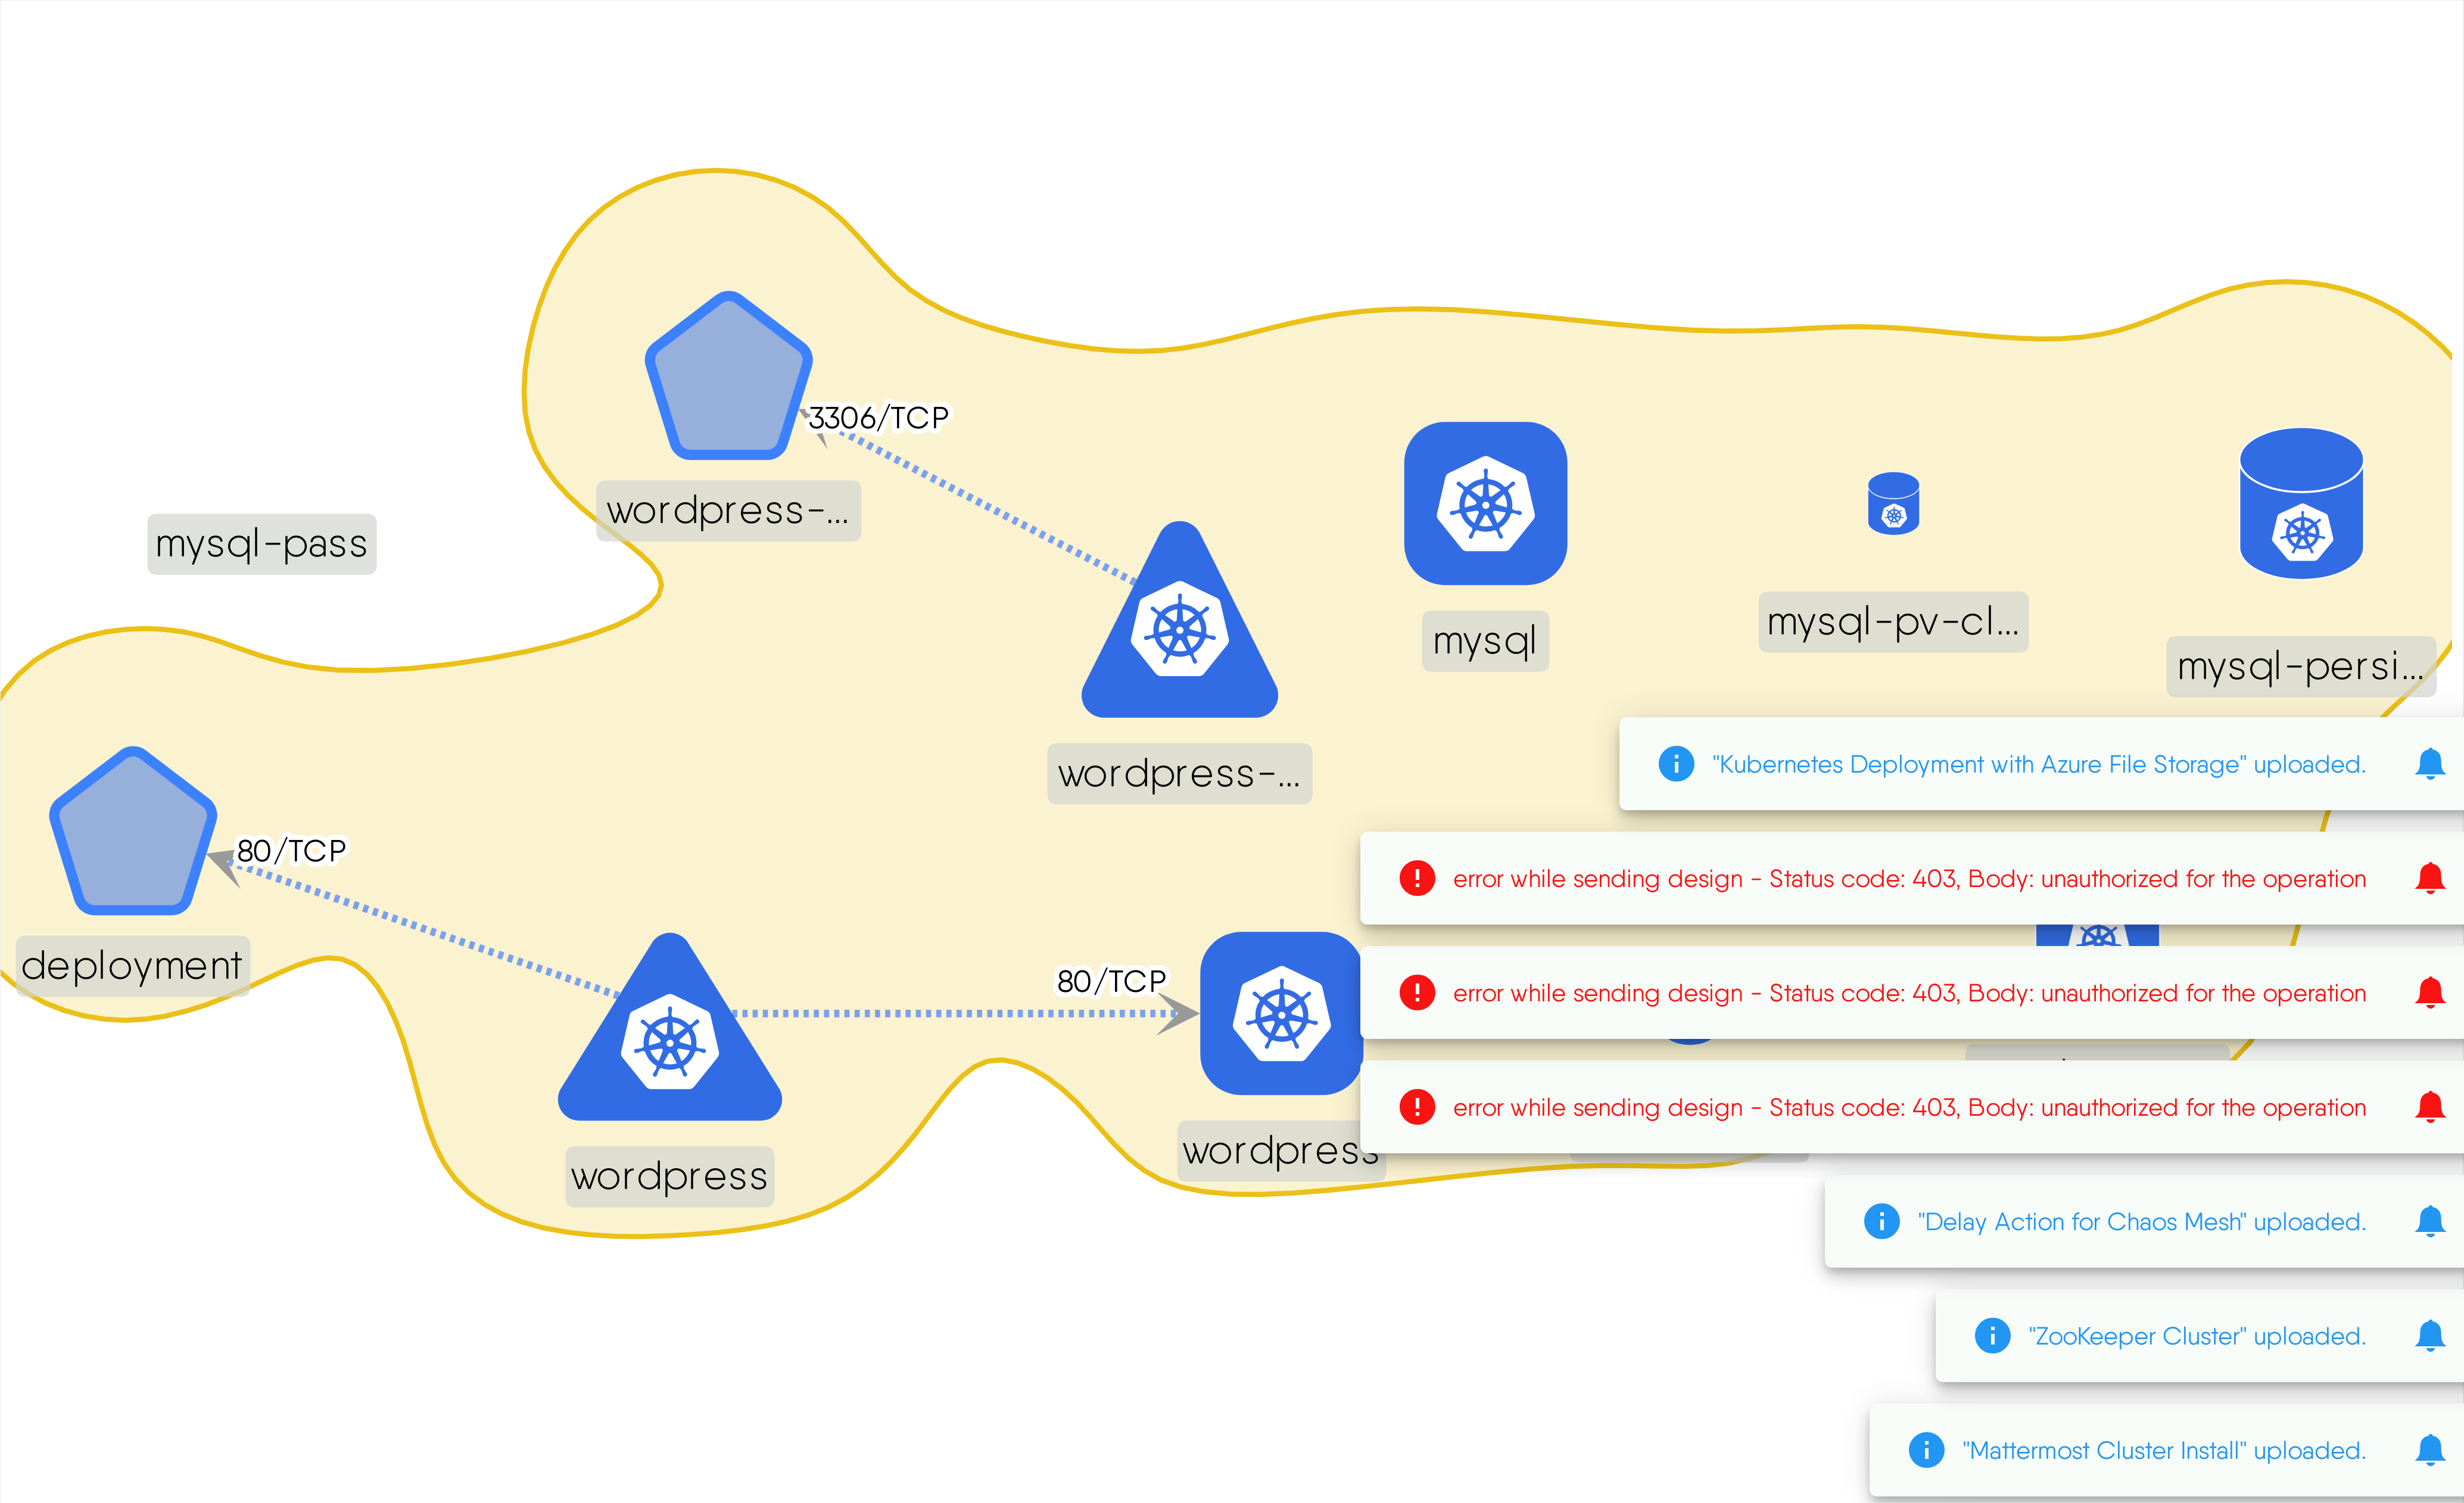 3306/TCP
wordpress-...
mysql-pass
mysql
mysql-pv-cl...
mysql-persi...
wordpress-...
"Kubernetes Deployment with Azure File Storage" uploaded.
80/TCP
error while sending design - Status code: 403, Body: unauthorized for the operation
deployment
80/TCP
error while sending design - Status code: 403, Body: unauthorized for the operation
error while sending design - Status code: 403, Body: unauthorized for the operation
wordpress
wordpress
"Delay Action for Chaos Mesh" uploaded.
"ZooKeeper Cluster" uploaded.
"Mattermost Cluster Install" uploaded.